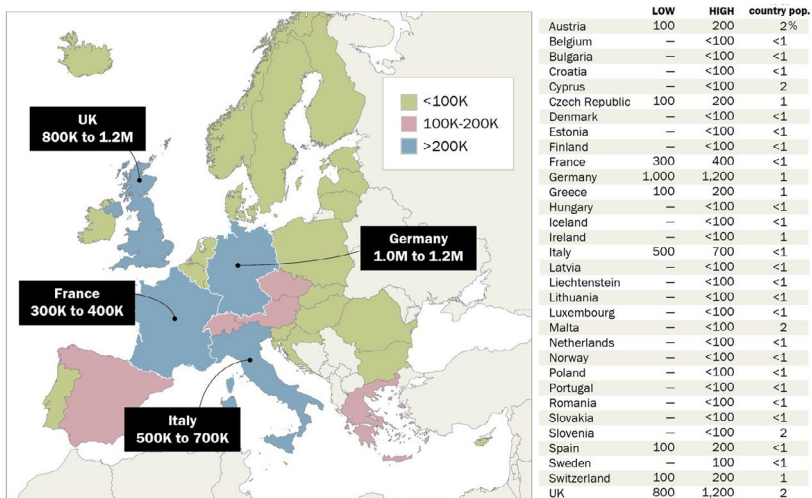 UK
800K to 1.2M
<100K
100K-200K
>200K
Germany
1.0M to 1.2M
France
300K to 400K
Italy
500K to 700K
LOW HIGH country pop.
Austria 100 200 2%
Belgium – <100 <1
Bulgaria – <100 <1
Croatia – <100 <1
Cyprus – <100 2
Czech Republic 100 200 1
Denmark – <100 <1
Estonia – <100 <1
Finland – <100 <1
France 300 400 <1
Germany 1,000 1,200 1
Greece 100 200 1
Hungary – <100 <1
Iceland – <100 <1
Ireland – <100 1
Italy 500 700 <1
Latvia – <100 <1
Liechtenstein – <100 <1
Lithuania – <100 <1
Luxembourg – <100 <1
Malta – <100 2
Netherlands – <100 <1
Norway – <100 <1
Poland – <100 <1
Portugal – <100 <1
Romania – <100 <1
Slovakia – <100 <1
Slovenia – <100 2
Spain 100 200 <1
Sweden – 100 <1
Switzerland 100 200 1
UK 800 1,200 2